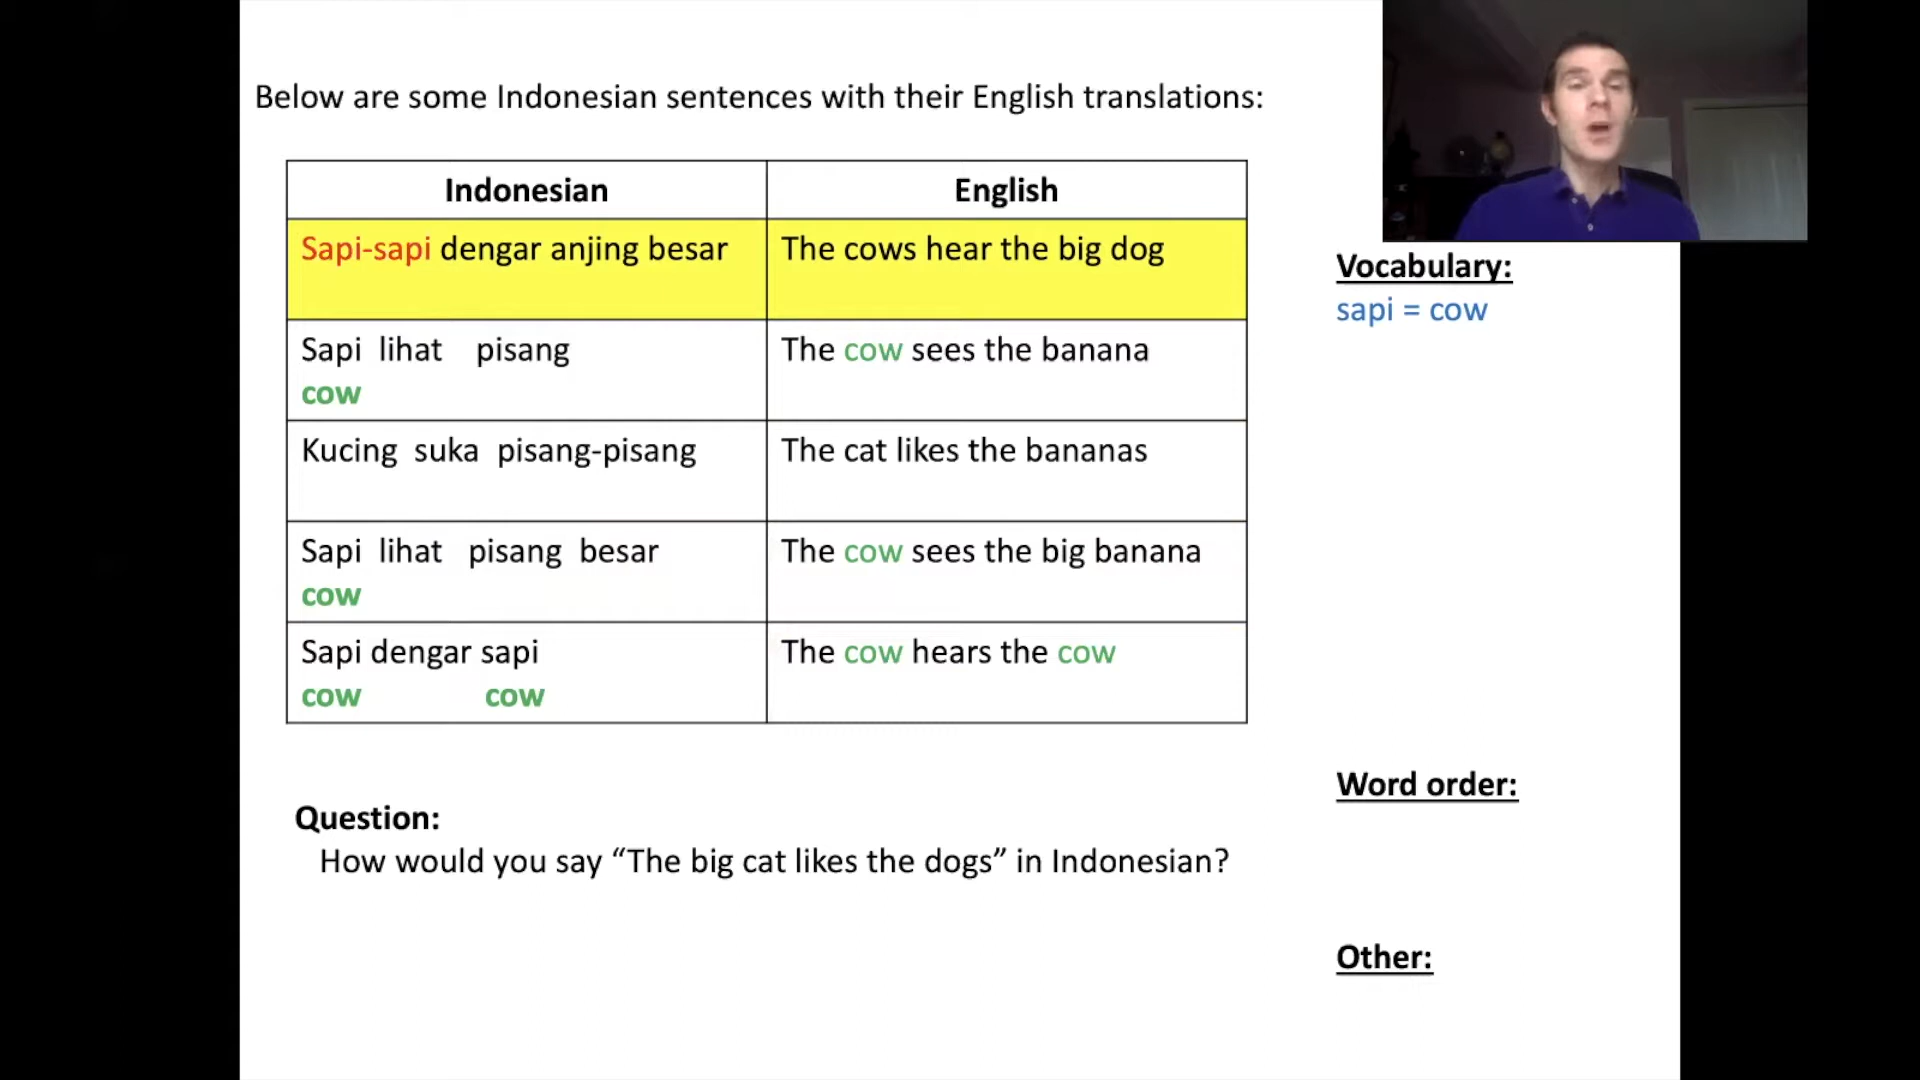 Below are some Indonesian sentences with their English translations:
Indonesian English
Sapi-sapi dengar anjing besar The cows hear the big dog
Sapi lihat pisang The cow sees the banana
cow
Kucing suka pisang-pisang The cat likes the bananas
Sapi lihat pisang besar The cow sees the big banana
cow
Sapi dengar sapi The cow hears the cow
cow cow
Question:
How would you say “The big cat likes the dogs” in Indonesian?
Vocabulary:
sapi = cow
Word order:
Other: